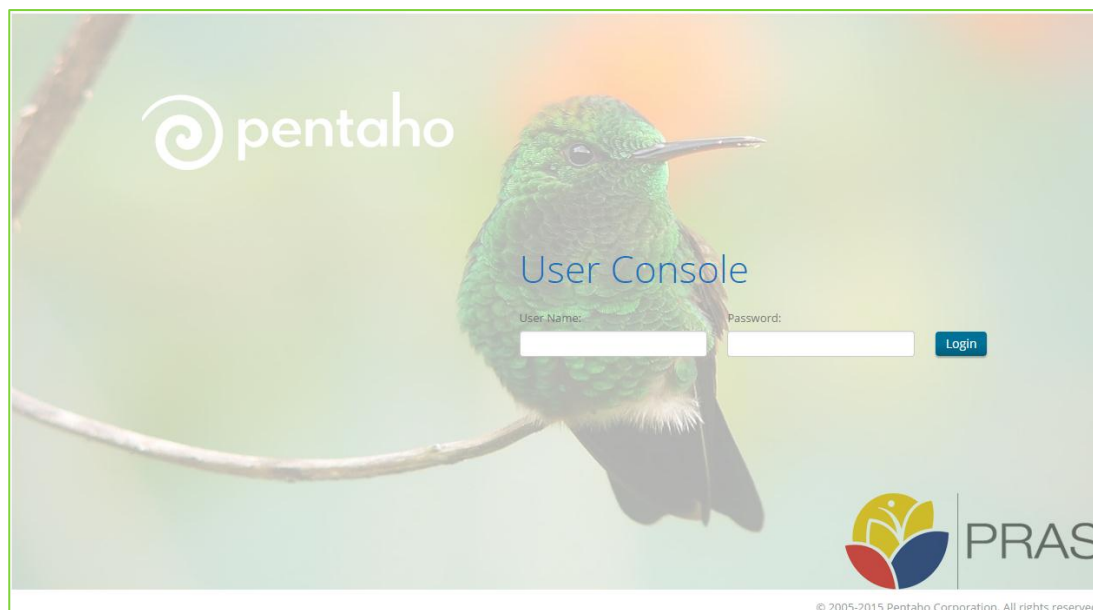 pentaho
User Console
User Name:
Password:
Login
PRAS
© 2005-2015 Pentaho Corporation. All rights reserved